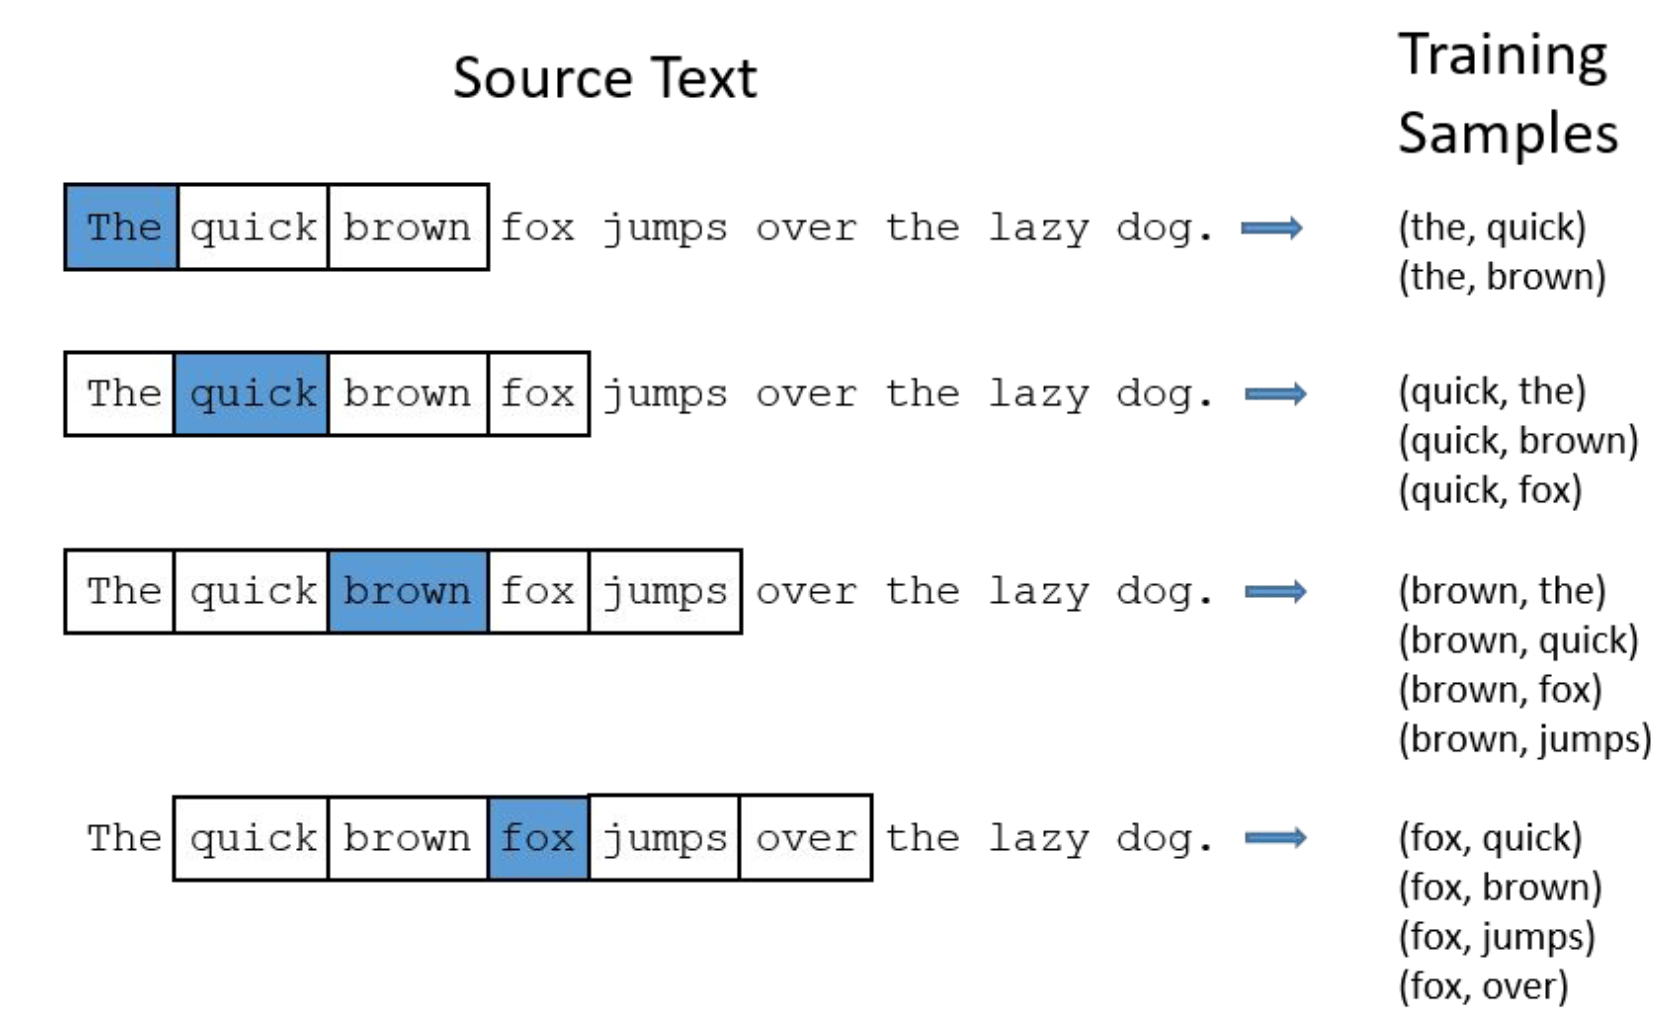 Source Text
Training
Samples
The quick brown fox jumps over the lazy dog.
(the, quick)
(the, brown)
The quick brown fox jumps over the lazy dog.
(quick, the)
(quick, brown)
(quick, fox)
The quick brown fox jumps over the lazy dog.
(brown, the)
(brown, quick)
(brown, fox)
(brown, jumps)
The quick brown fox jumps over the lazy dog.
(fox, quick)
(fox, brown)
(fox, jumps)
(fox, over)